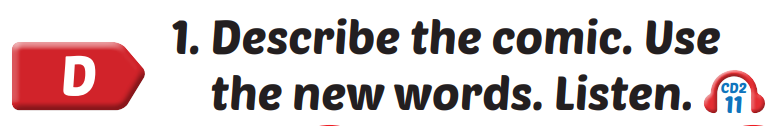 D
1. Describe the comic. Use
the new words. Listen.
CD2
11